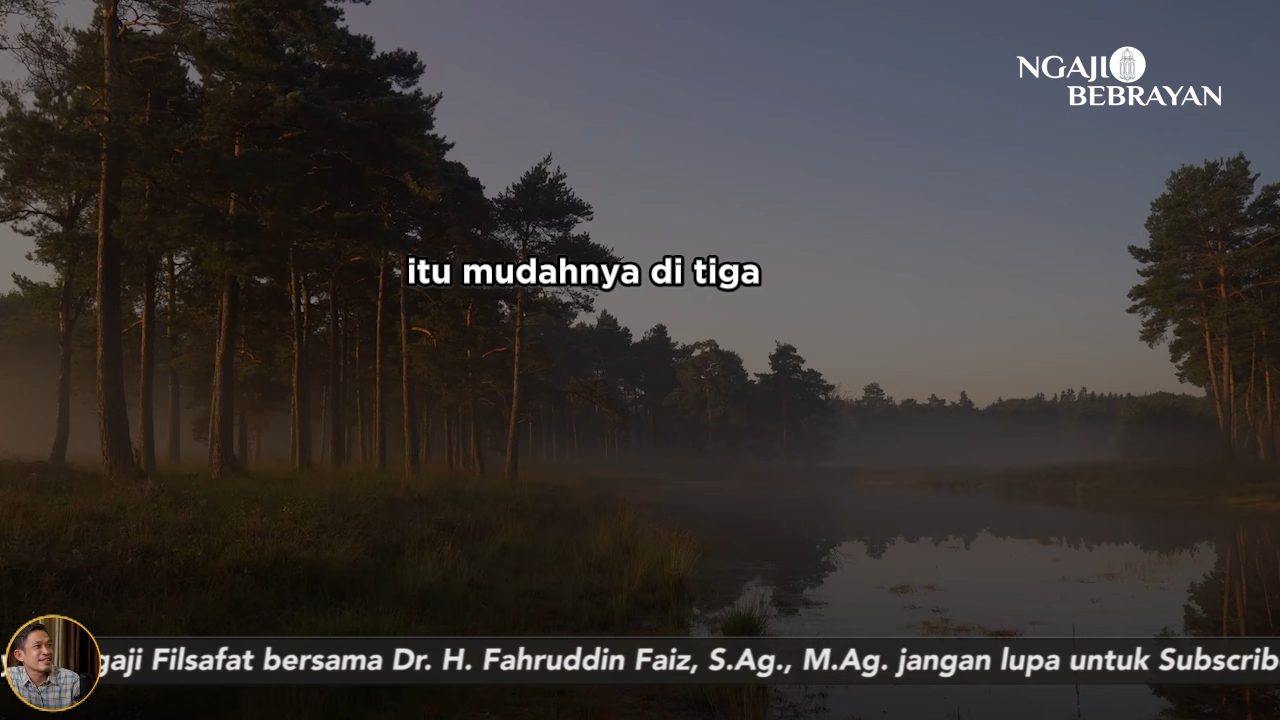 NGAJI
BEBRAYAN
itu mudahnya di tiga
gaji Filsafat bersama Dr. H. Fahruddin Faiz, S.Ag., M.Ag. jangan lupa untuk Subscrib